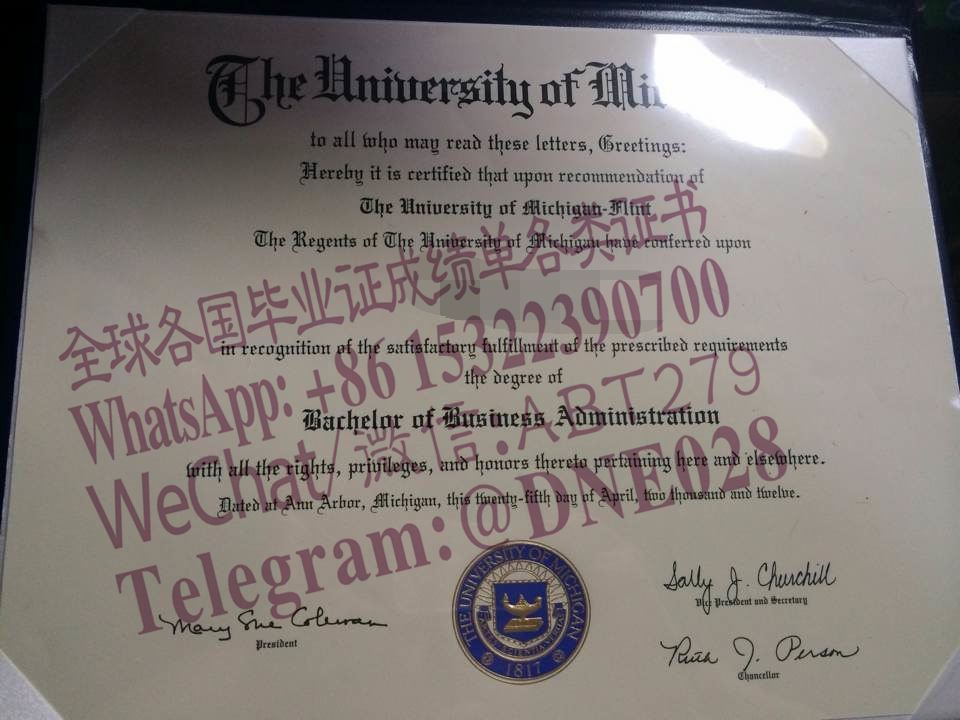 The University of Mi
to all who may read these letters, Greetings:
Hereby it is certified that upon recommendation of
The University of Michigan-Flint
The Regents of The University of Michigan have conferred upon
全球各国毕业证成绩单各类证书
in recognition of the satisfactory fulfillment of the prescribed requirements
the degree of
WhatsApp: +86 15322390700
Bachelor of Business Administration
WeChat/微信:ABT279
with all the rights, privileges, and honors thereto pertaining here and elsewhere.
Dated at Ann Arbor, Michigan, this twenty-fifth day of April, two thousand and twelve.
Telegram:@DNE028
Mary Sue Coleman
President
THE UNIVERSITY OF MICHIGAN
1817
Sally J. Churchill
Vice President and Secretary
Ruth J. Person
Chancellor